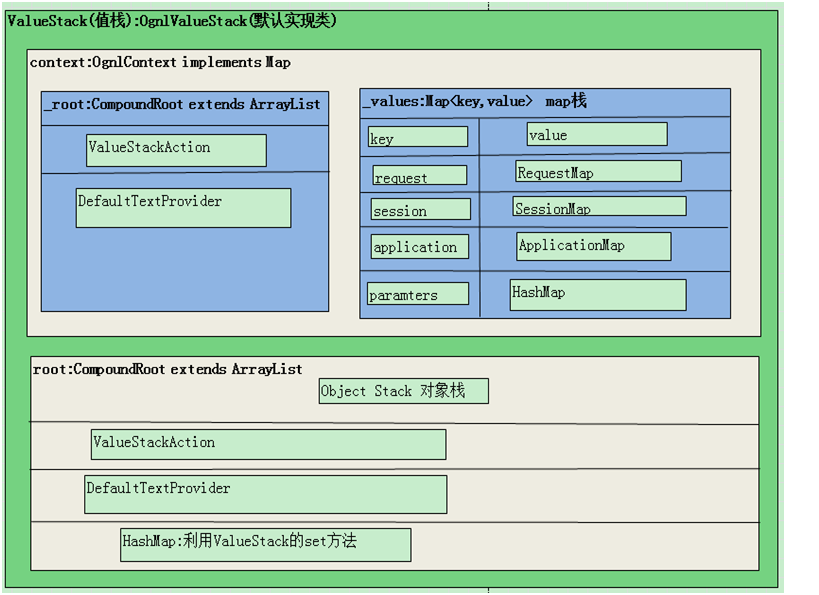 ValueStack(值栈):OgnlValueStack(默认实现类)
context:OgnlContext implements Map
_root:CompoundRoot extends ArrayList
ValueStackAction
DefaultTextProvider
_values:Map<key,value> map栈
key value
request RequestMap
session SessionMap
application ApplicationMap
paramters HashMap
root:CompoundRoot extends ArrayList
Object Stack 对象栈
ValueStackAction
DefaultTextProvider
HashMap:利用ValueStack的set方法